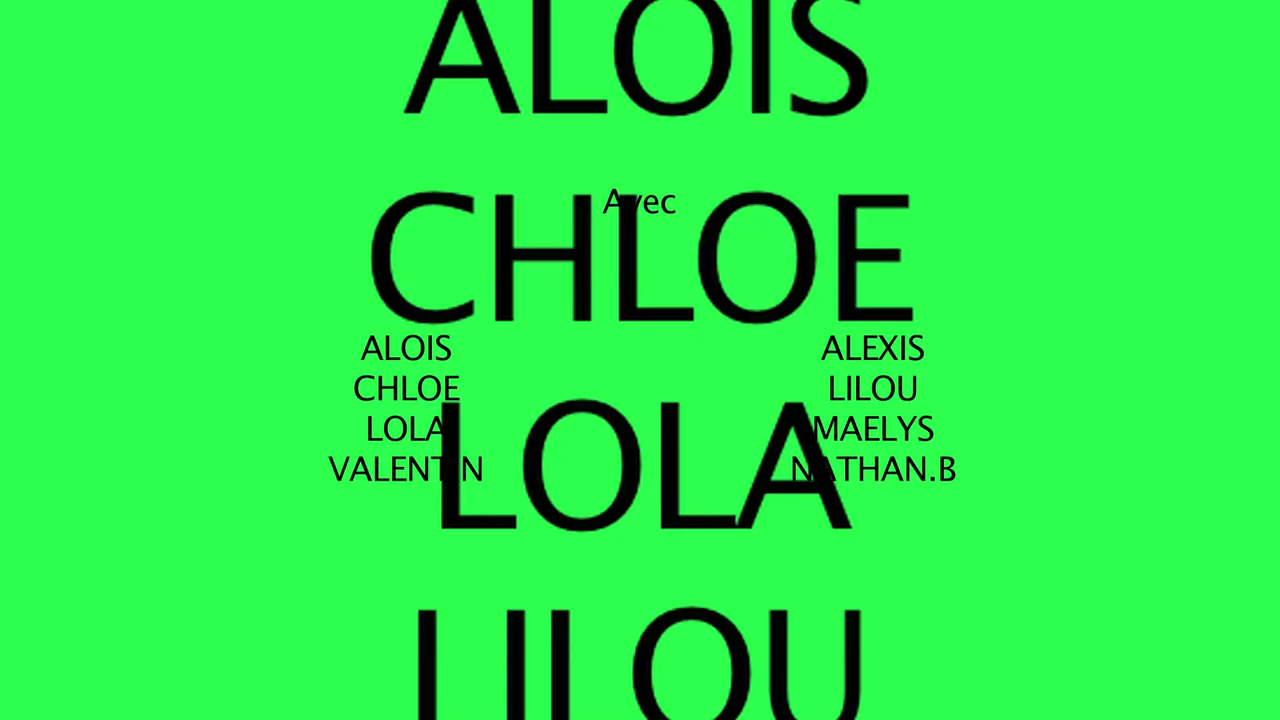 ALOIS
Avec
CHLOE
ALOIS
ALEXIS
CHLOE
LILOU
LOLA
MAELYS
VALENTIN
NATHAN.B
LOLA
LILOU